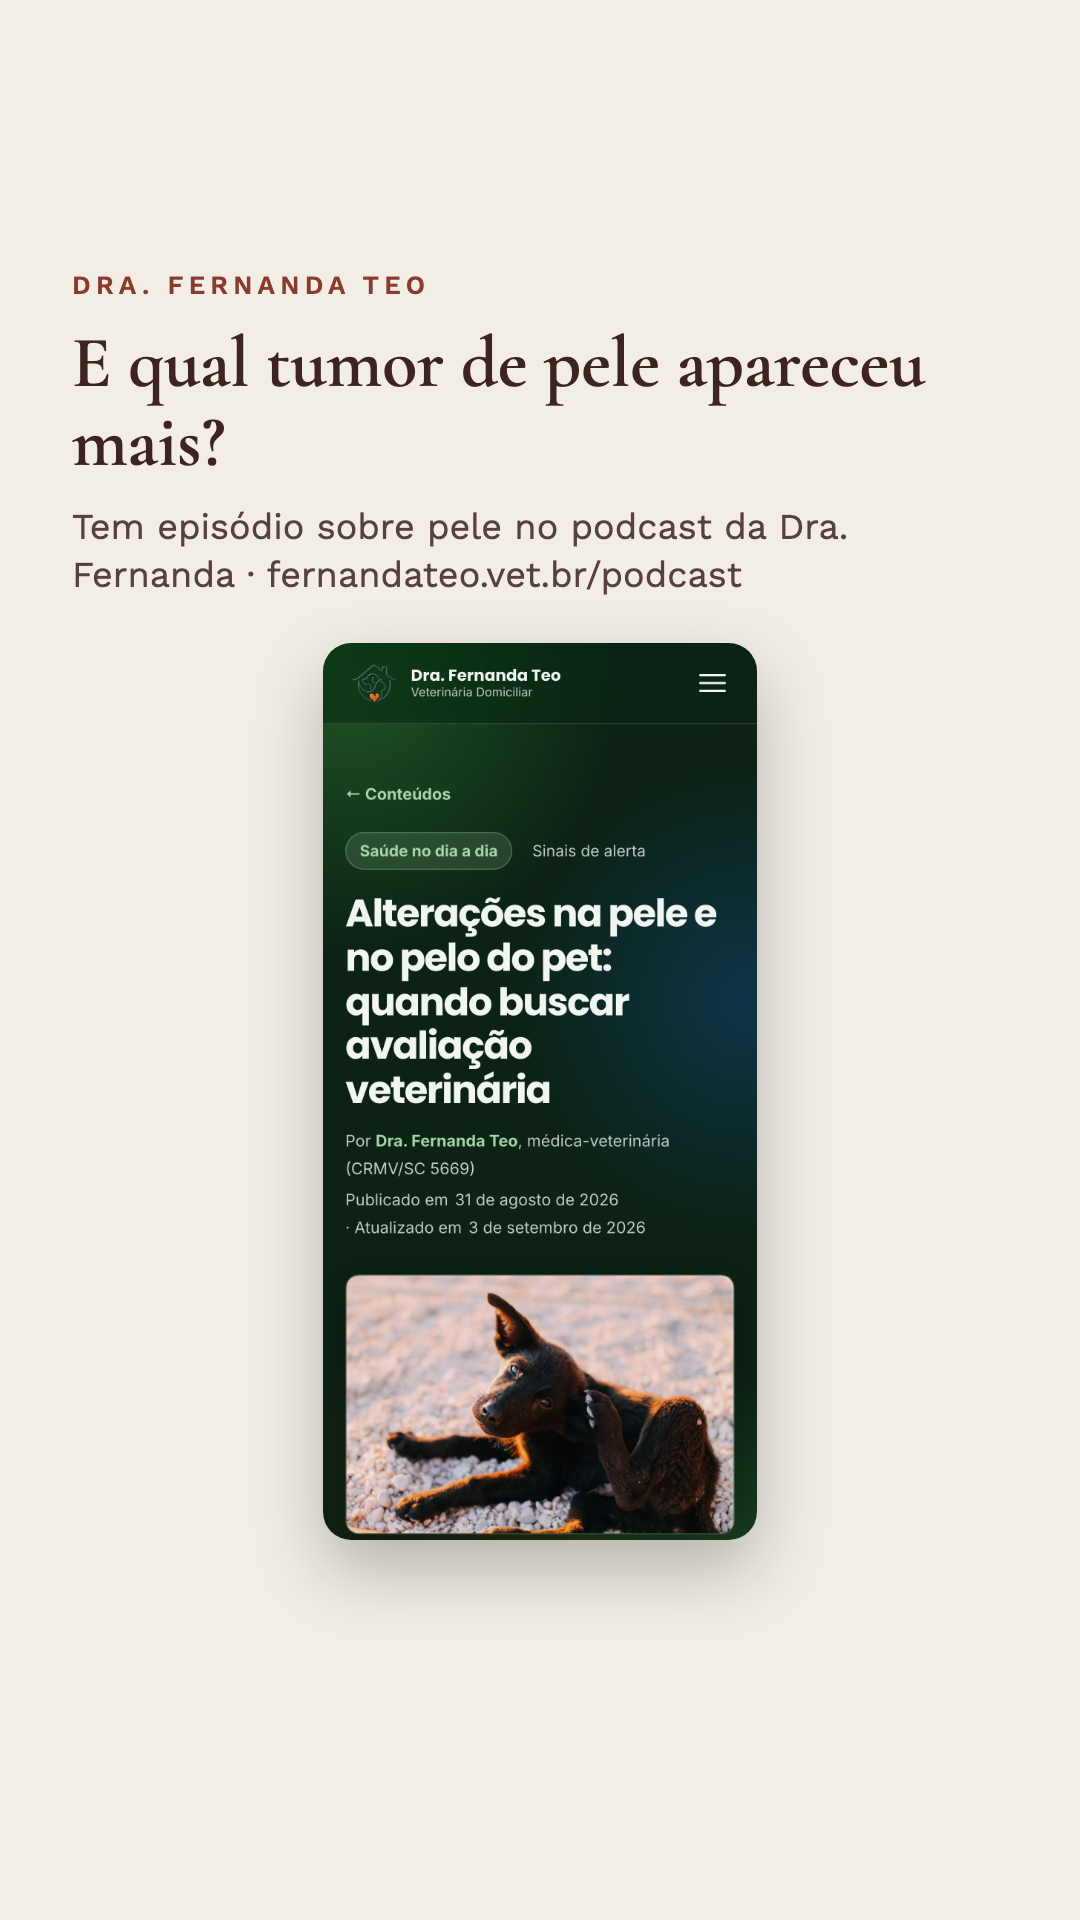 DRA. FERNANDA TEO
E qual tumor de pele apareceu
mais?
Tem episódio sobre pele no podcast da Dra.
Fernanda · fernandateo.vet.br/podcast
Dra. Fernanda Teo
Veterinária Domiciliar
← Conteúdos
Saúde no dia a dia
Sinais de alerta
Alterações na pele e
no pelo do pet:
quando buscar
avaliação
veterinária
Por Dra. Fernanda Teo, médica-veterinária
(CRMV/SC 5669)
Publicado em 31 de agosto de 2026
· Atualizado em 3 de setembro de 2026